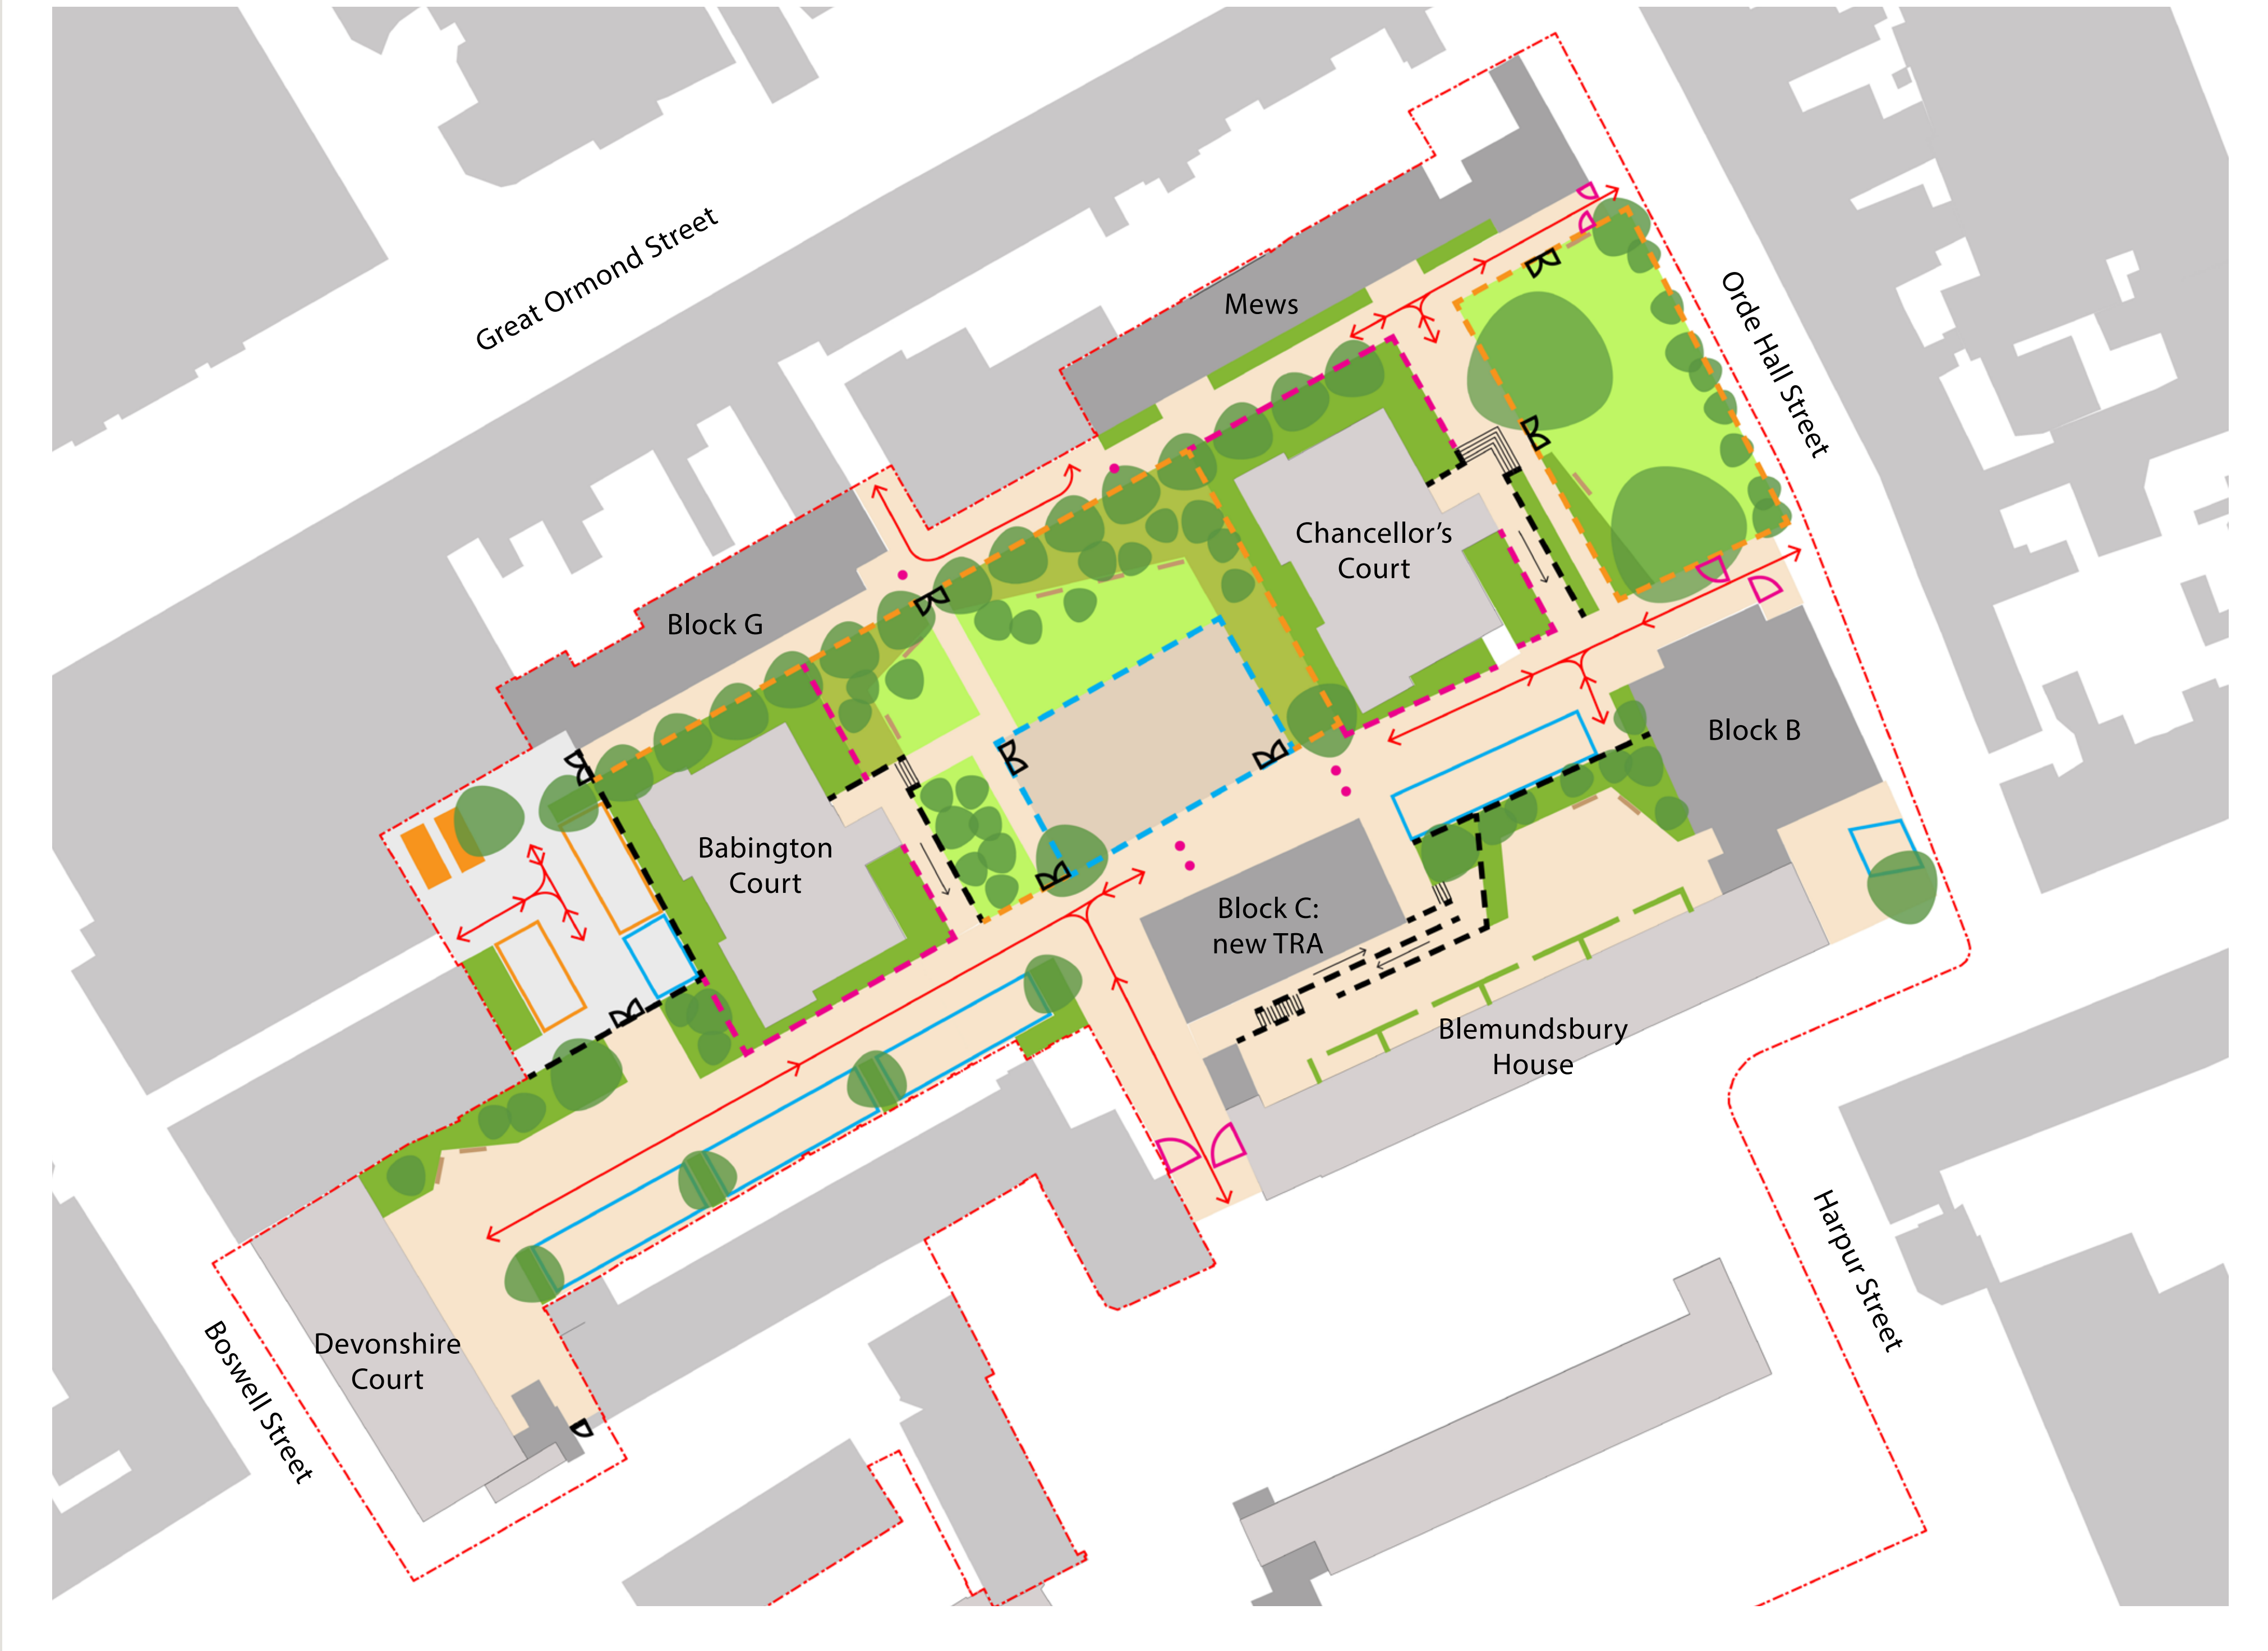 Great Ormond Street
Mews
Orde Hall Street
Chancellor's
Court
Block G
Block B
Babington
Court
Block C:
new TRA
Blemundsbury
House
Harpur Street
Devonshire
Court
Boswell Street